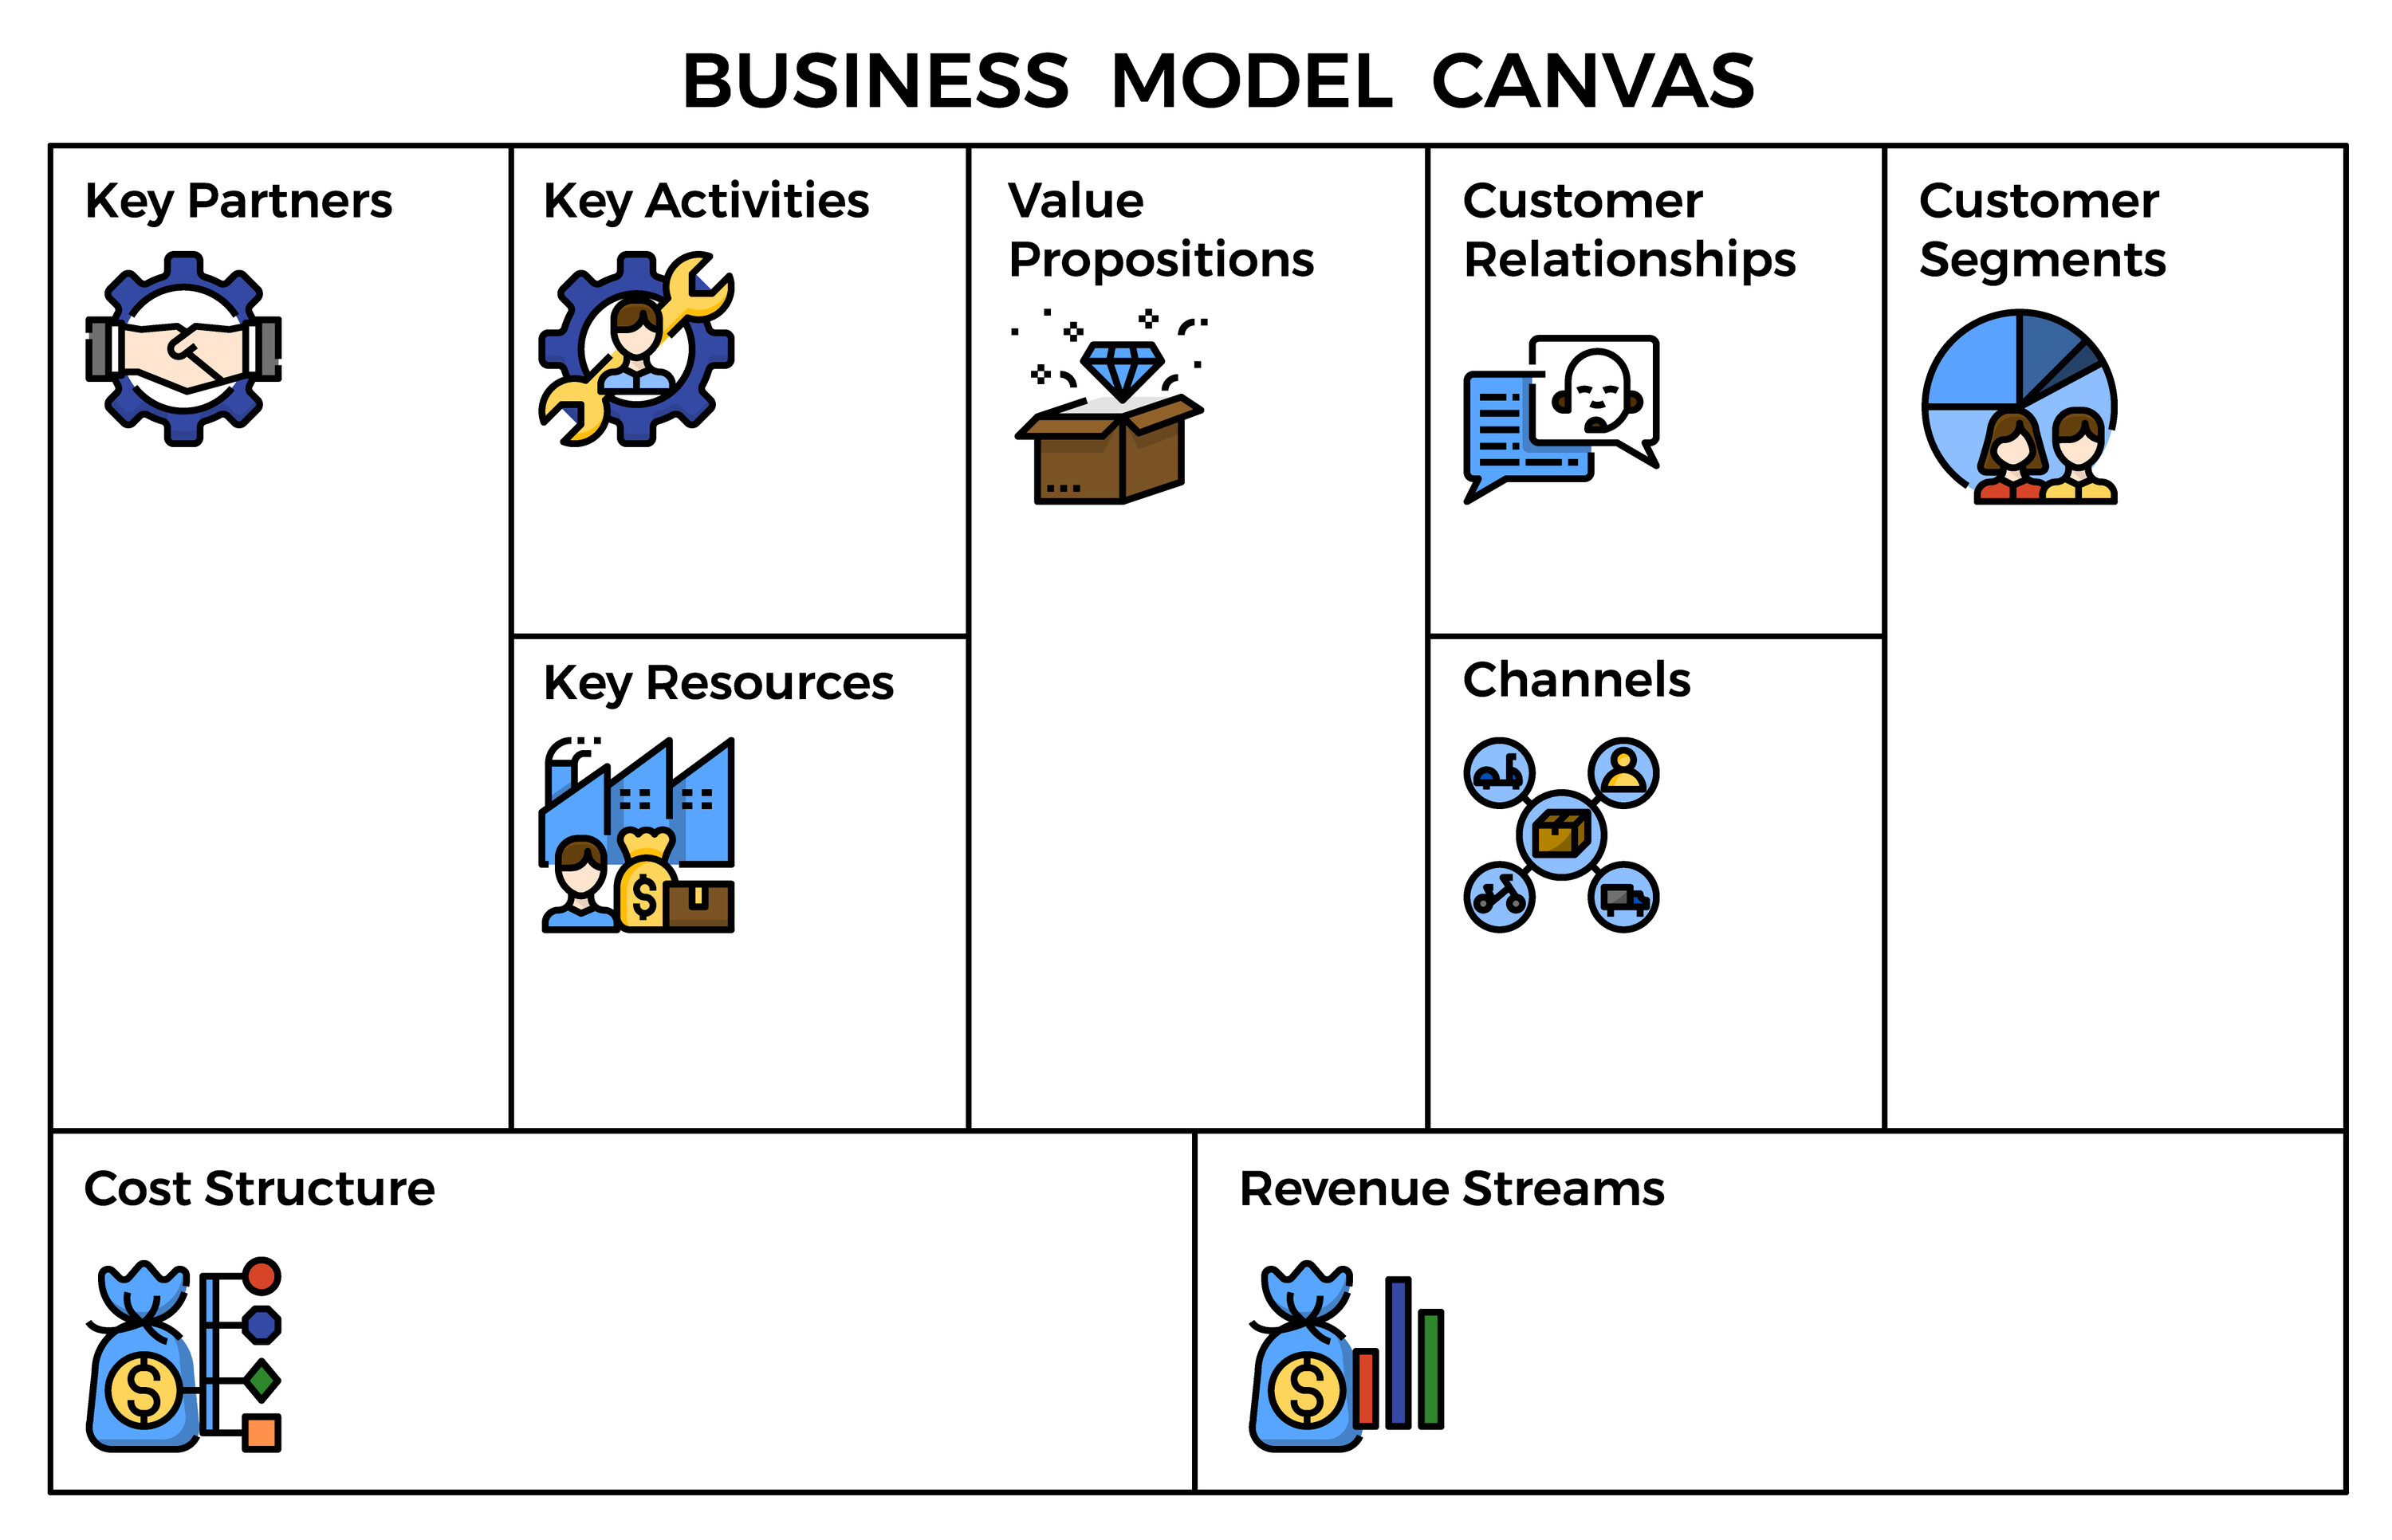 BUSINESS MODEL CANVAS
Key Partners
Key Activities
Key Resources
Value
Propositions
Customer
Relationships
Channels
Customer
Segments
Cost Structure
Revenue Streams